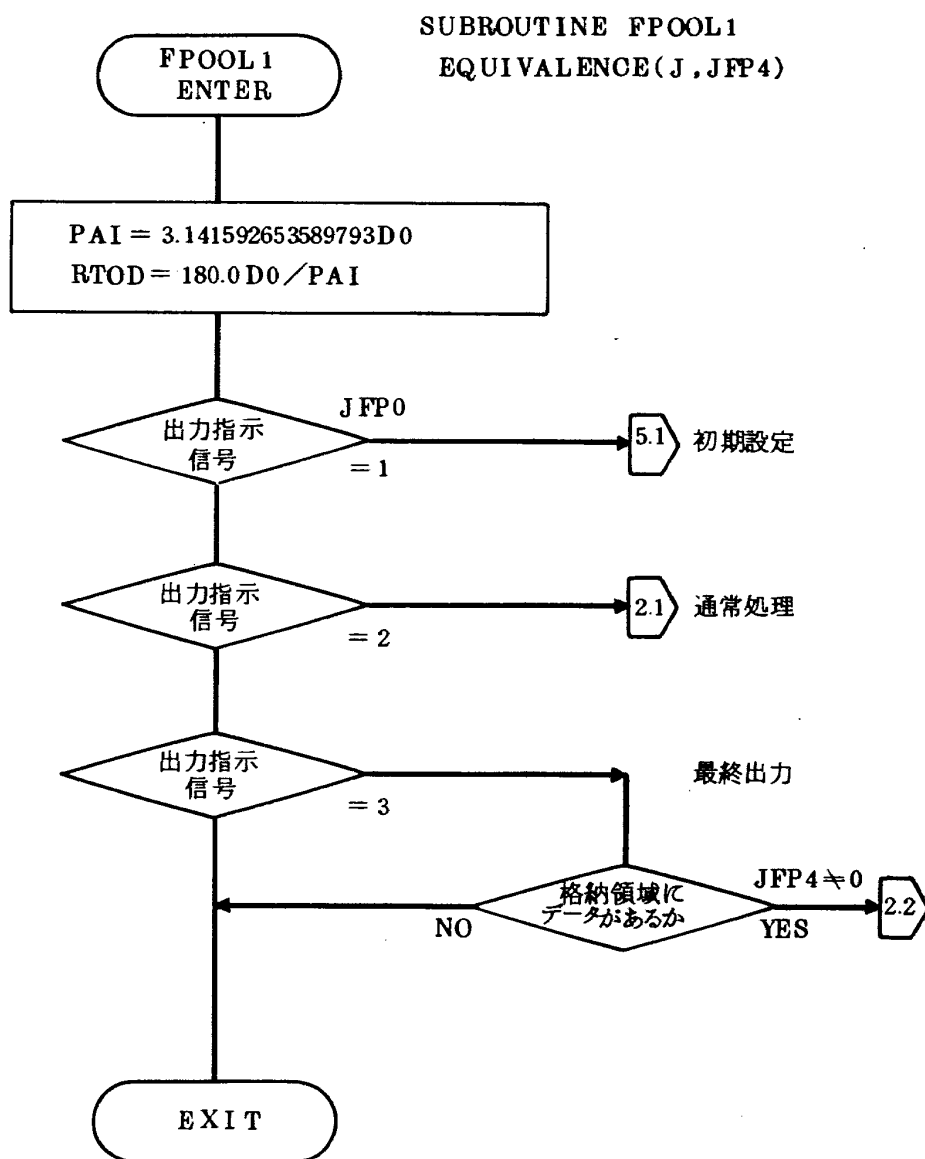 SUBROUTINE FPOOL1
EQUIVALENCE(J,JFP4)
FPOOL1
ENTER
PAI = 3.141592653589793D0
RTOD = 180.0D0/PAI
出力指示
信号
JFP0
= 1
5.1
初期設定
出力指示
信号
= 2
2.1
通常処理
出力指示
信号
= 3
最終出力
格納領域に
データがあるか
JFP4≠0
NO
YES
2.2
EXIT